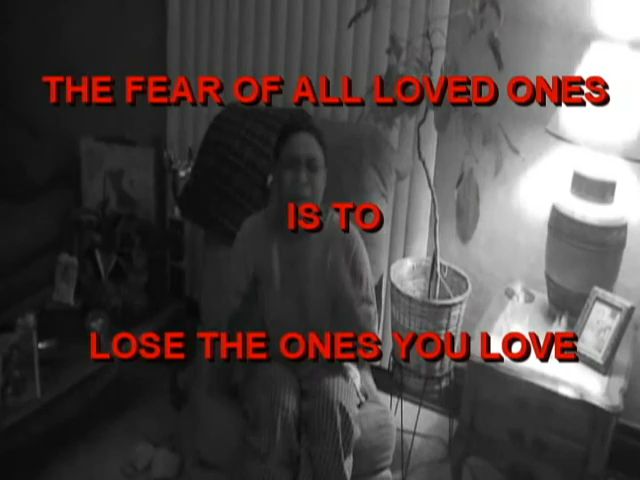 THE FEAR OF ALL LOVED ONES
IS TO
LOSE THE ONES YOU LOVE